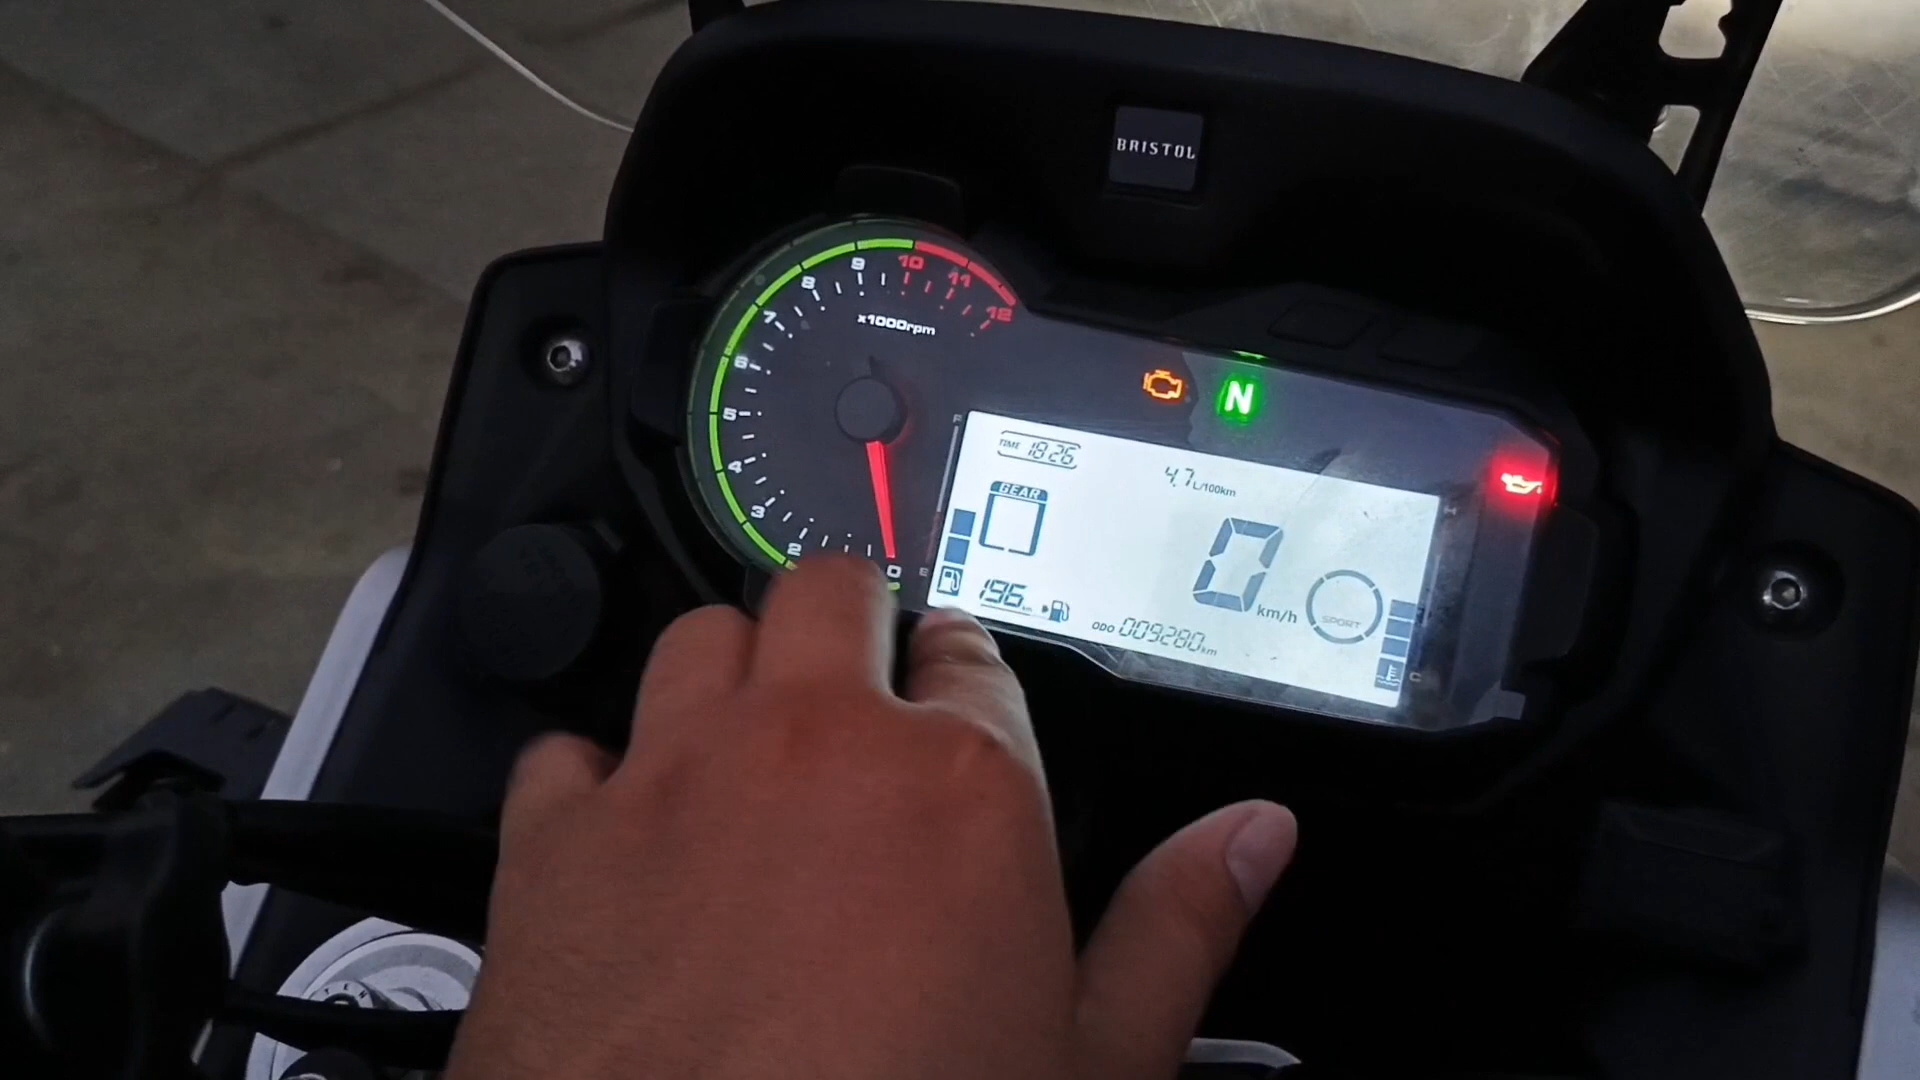 BRISTOL
12
11
10
9
8
7
6
5
4
3
2
0
x1000rpm
N
F
E
TIME 18:26
4.7 L/100km
GEAR
0 km/h
SPORT
196 km
ODO 009280 km
H
C